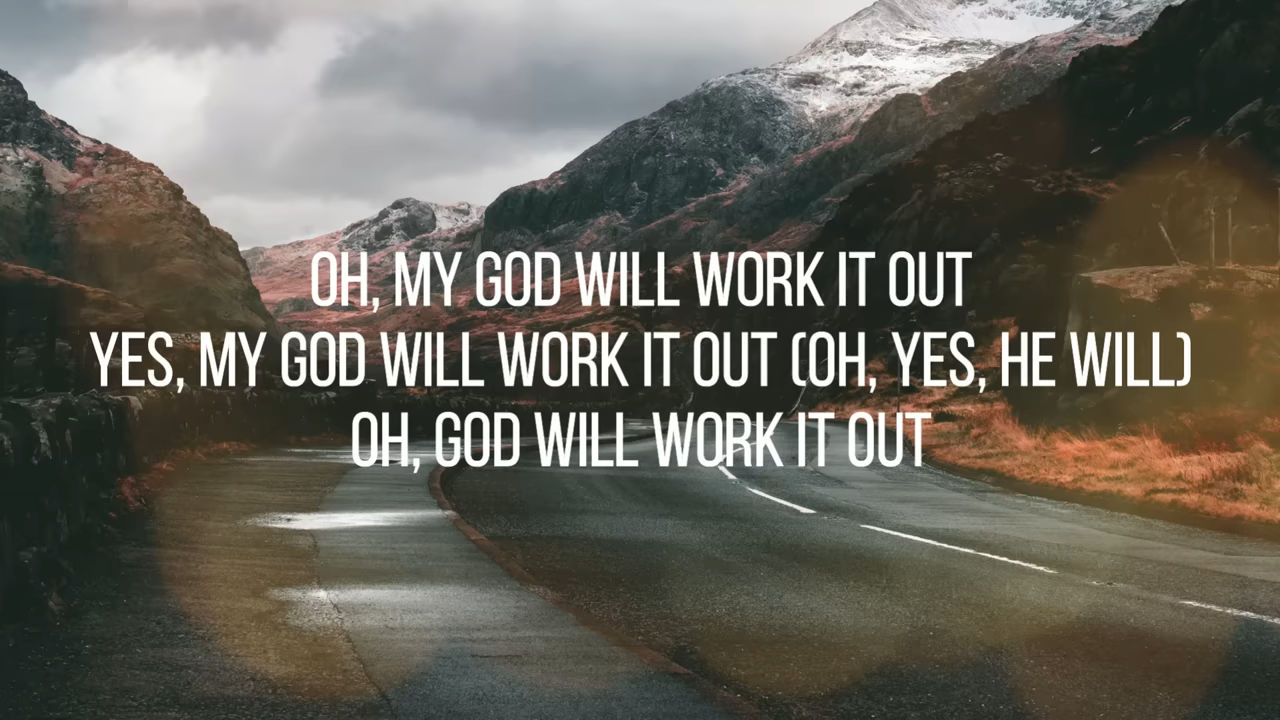 OH, MY GOD WILL WORK IT OUT
YES, MY GOD WILL WORK IT OUT (OH, YES, HE WILL)
OH, GOD WILL WORK IT OUT